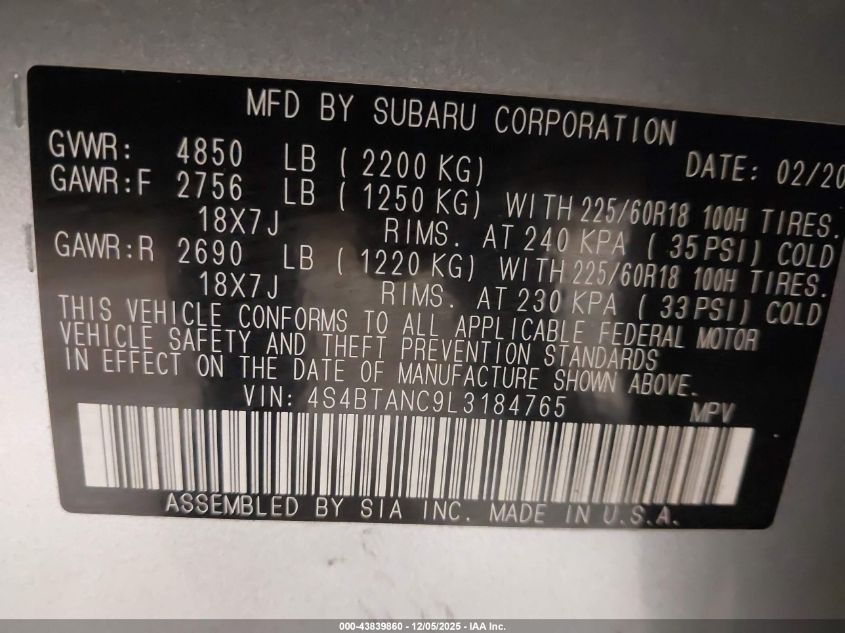 MFD BY SUBARU CORPORATION
GVWR: 4850 LB ( 2200 KG) DATE: 02/20
GAWR:F 2756 LB ( 1250 KG) WITH 225/60R18 100H TIRES.
18X7J RIMS. AT 240 KPA ( 35PSI) COLD
GAWR:R 2690 LB ( 1220 KG) WITH 225/60R18 100H TIRES.
18X7J RIMS. AT 230 KPA ( 33PSI) COLD
THIS VEHICLE CONFORMS TO ALL APPLICABLE FEDERAL MOTOR
VEHICLE SAFETY AND THEFT PREVENTION STANDARDS
IN EFFECT ON THE DATE OF MANUFACTURE SHOWN ABOVE.
VIN: 4S4BTANC9L3184765 MPV
ASSEMBLED BY SIA INC. MADE IN U.S.A.
000-43839860 - 12/05/2025 - IAA Inc.